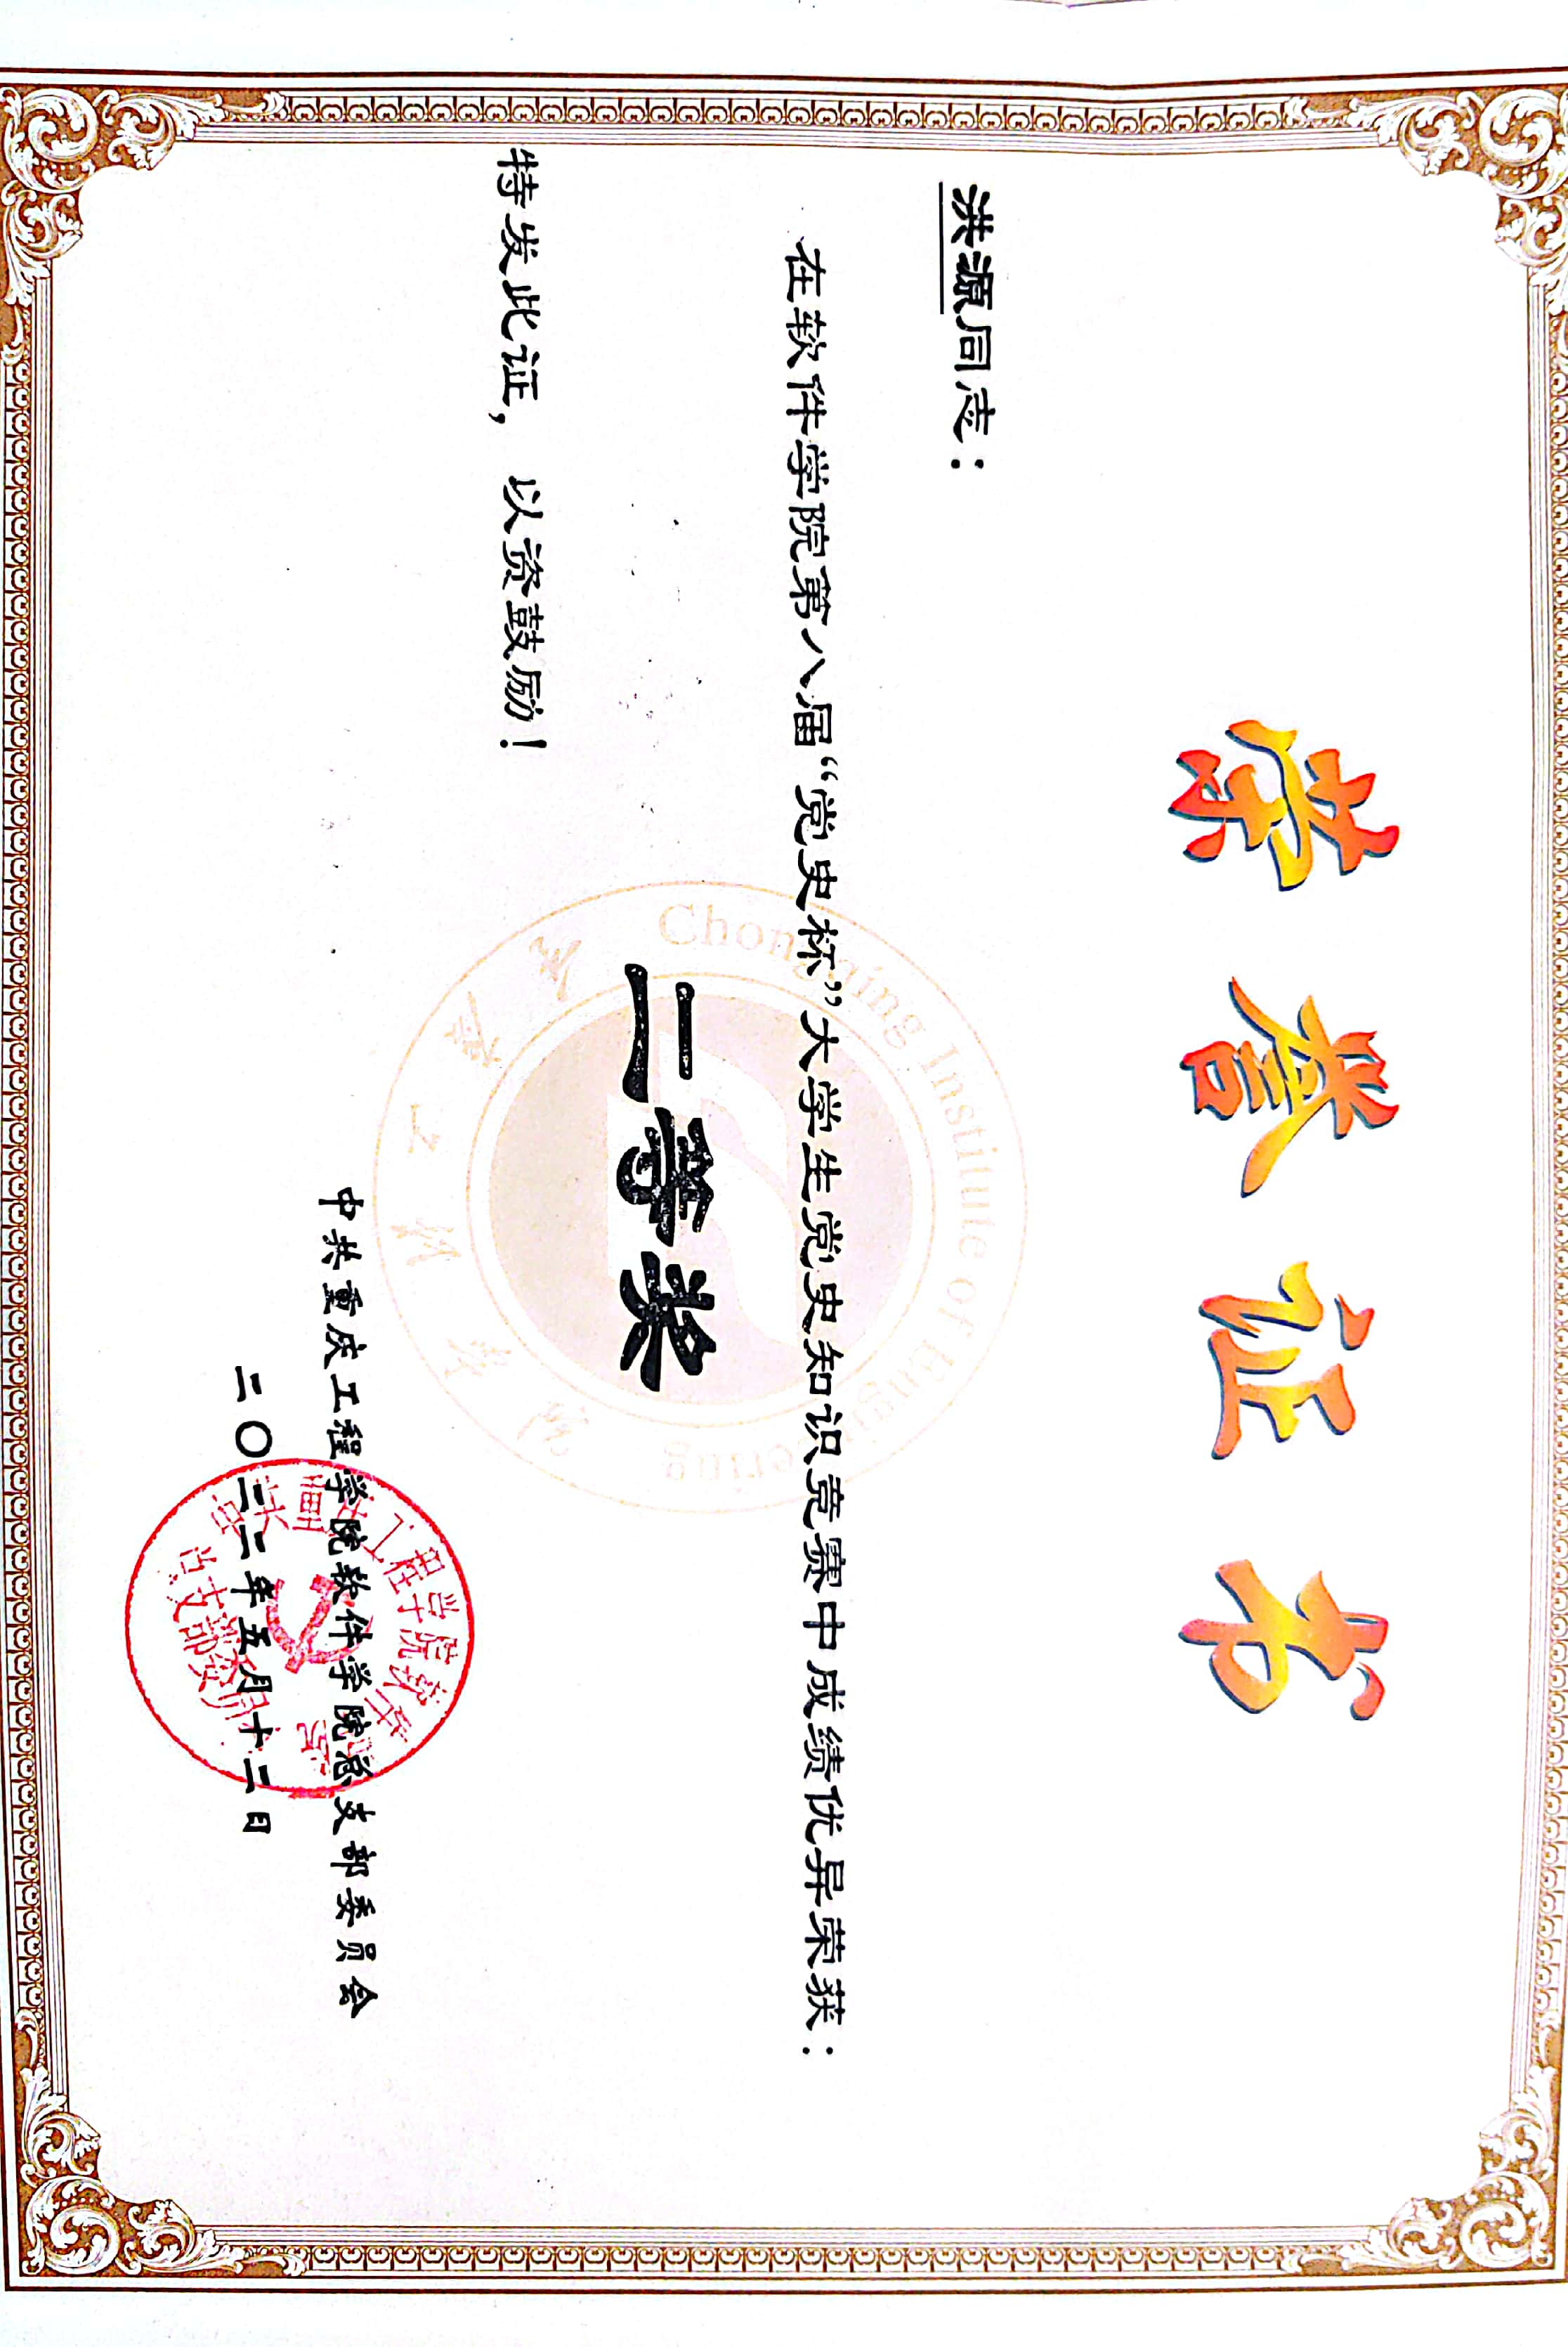 荣誉证书
洪源同志：
在软件学院第八届“党史杯”大学生党史知识竞赛中成绩优异荣获：
Chongqing Institute of Engineering
二等奖
特发此证，以资鼓励！
重庆工程学院
中共重庆工程学院软件学院总支部委员会
二〇二二年五月十二日
中共重庆工程学院软件学院
总支部委员